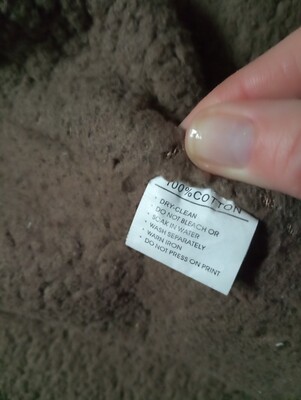 100% COTTON
• DRY-CLEAN
DO NOT BLEACH OR
• SOAK IN WATER
• WASH SEPARATELY
• WARM IRON
• DO NOT PRESS ON PRINT